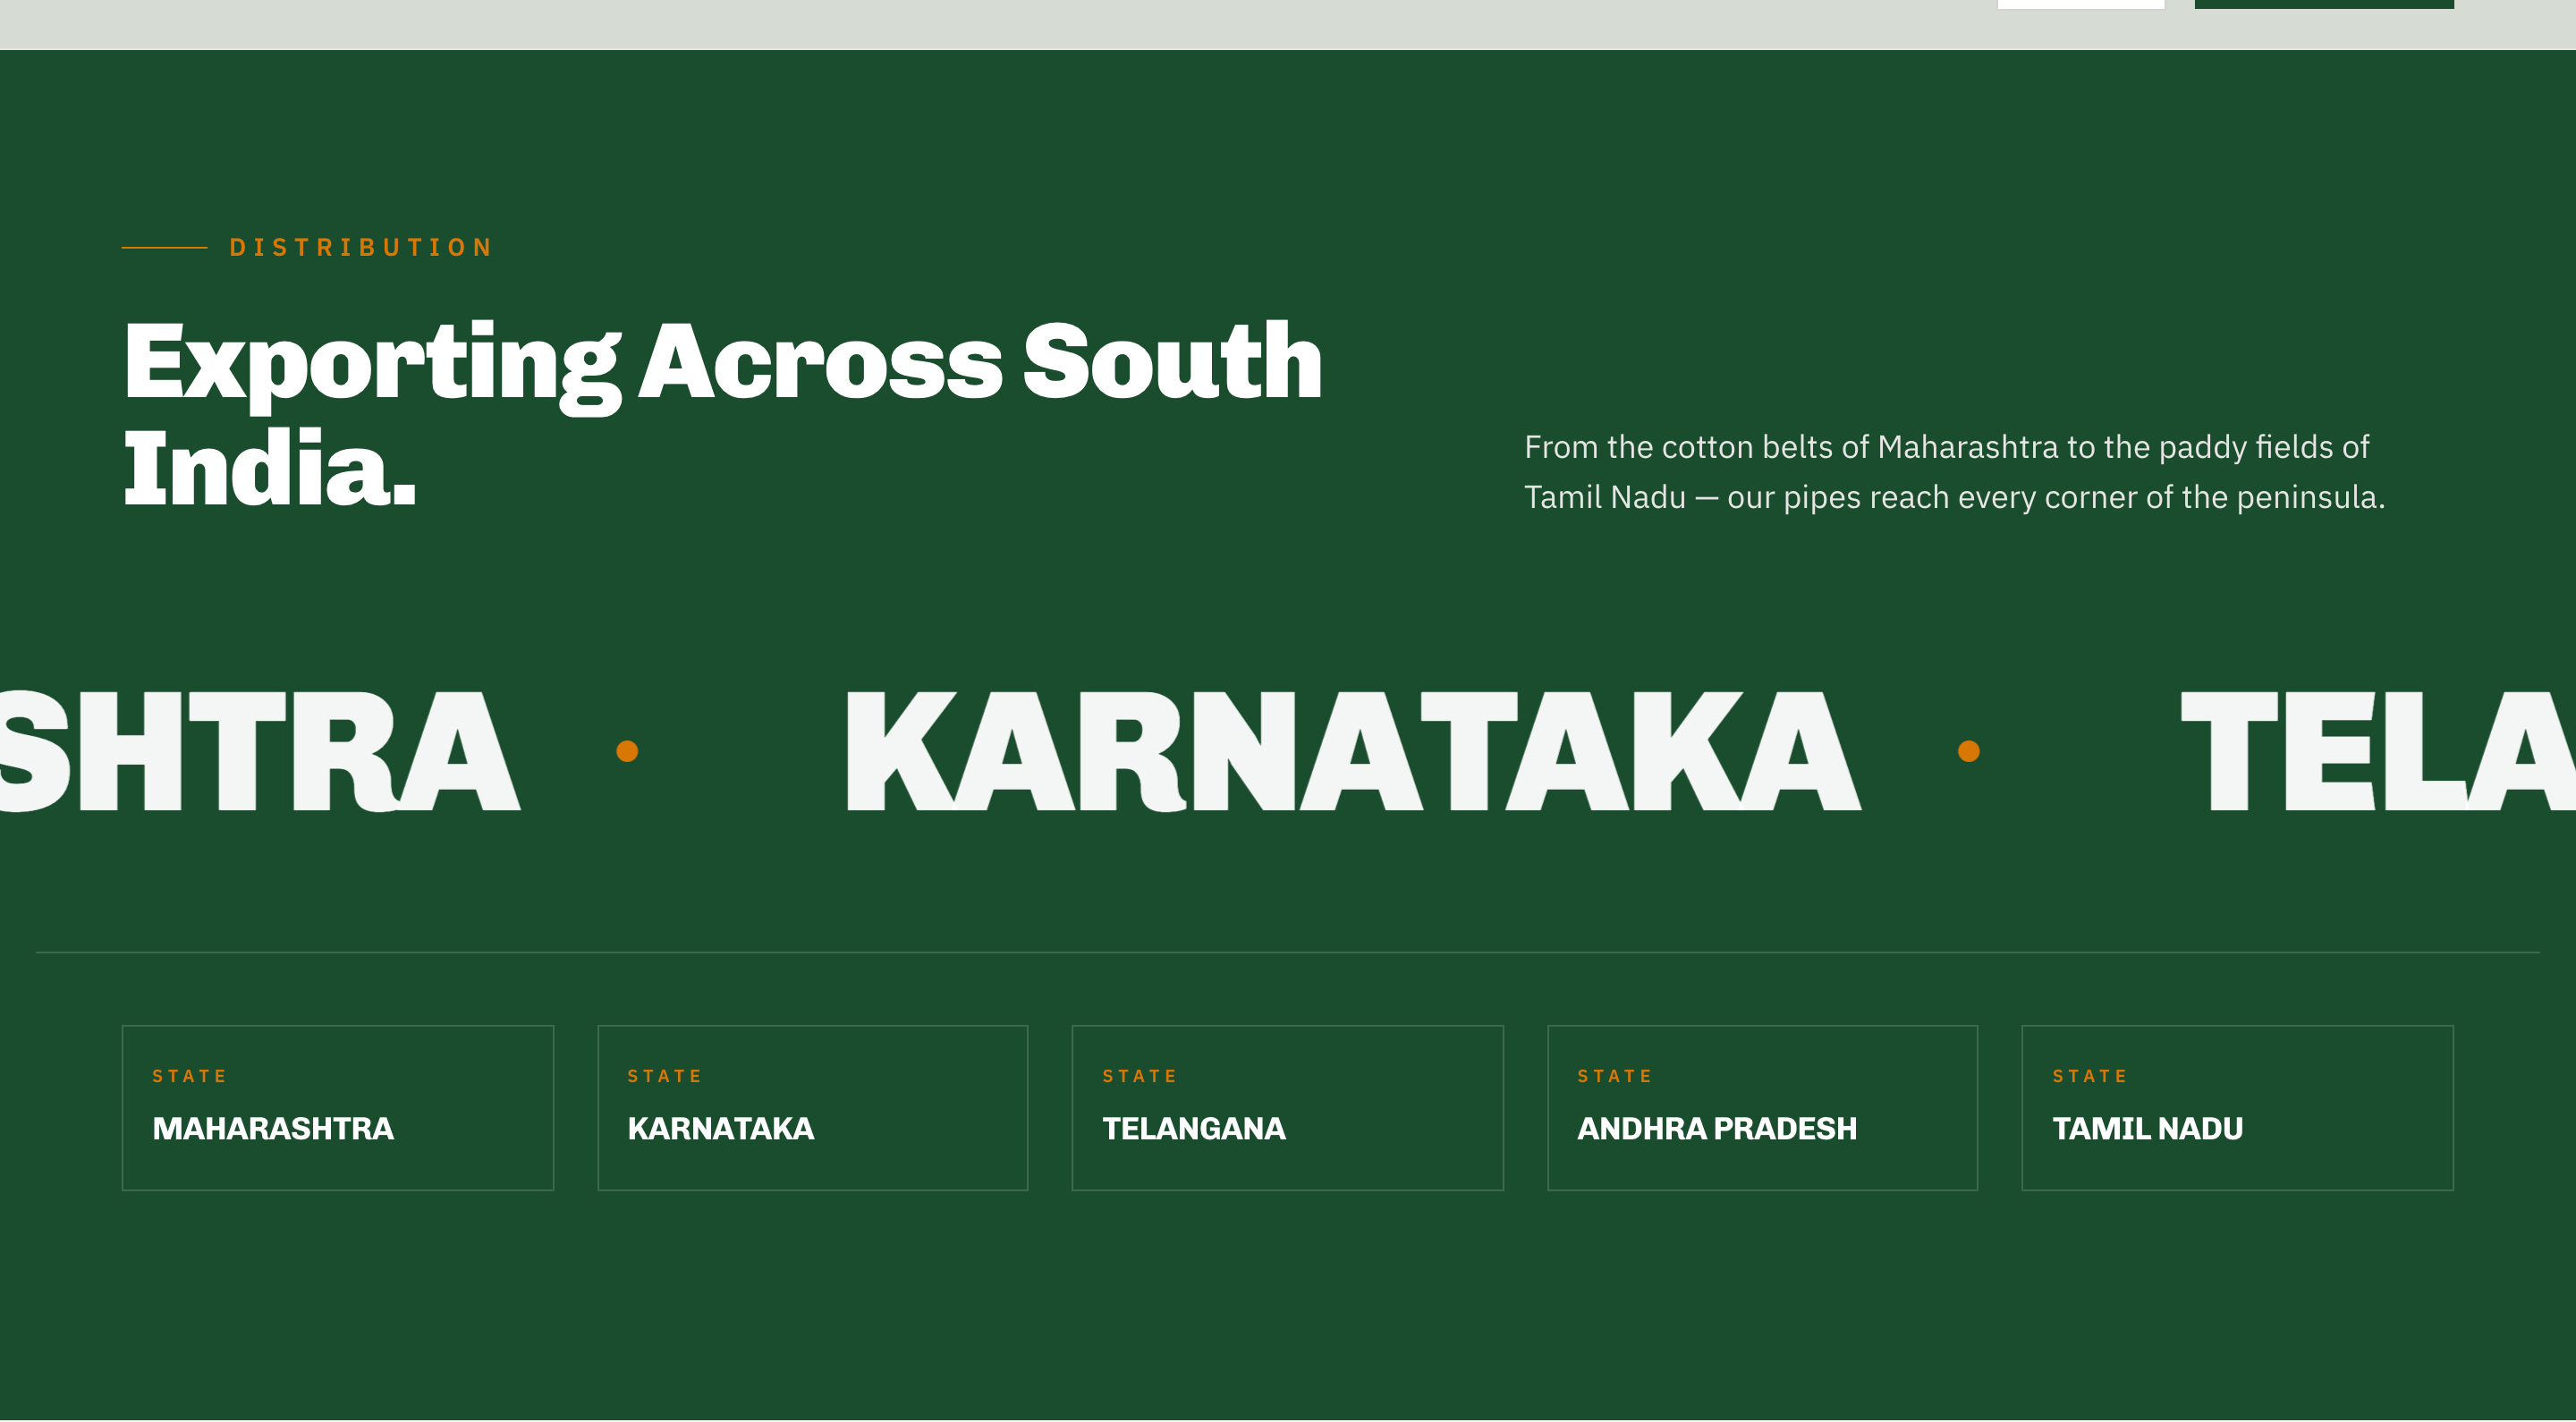 DISTRIBUTION
Exporting Across South
India.
From the cotton belts of Maharashtra to the paddy fields of
Tamil Nadu — our pipes reach every corner of the peninsula.
SHTRA • KARNATAKA • TELA
STATE
MAHARASHTRA
STATE
KARNATAKA
STATE
TELANGANA
STATE
ANDHRA PRADESH
STATE
TAMIL NADU